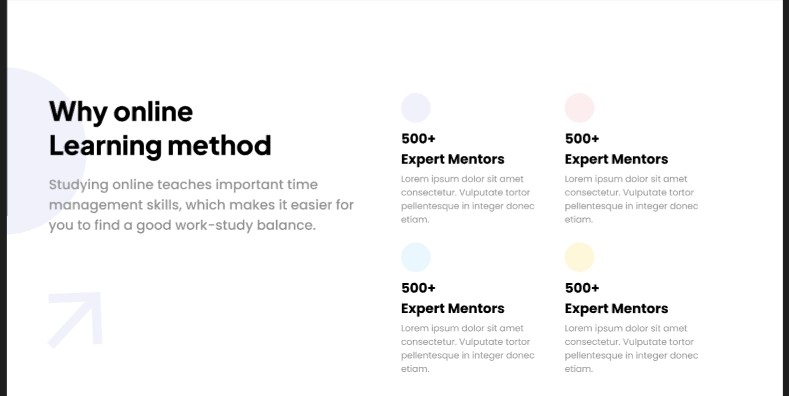 Why online
Learning method
Studying online teaches important time
management skills, which makes it easier for
you to find a good work-study balance.
500+
Expert Mentors
Lorem ipsum dolor sit amet
consectetur. Vulputate tortor
pellentesque in integer donec
etiam.
500+
Expert Mentors
Lorem ipsum dolor sit amet
consectetur. Vulputate tortor
pellentesque in integer donec
etiam.
500+
Expert Mentors
Lorem ipsum dolor sit amet
consectetur. Vulputate tortor
pellentesque in integer donec
etiam.
500+
Expert Mentors
Lorem ipsum dolor sit amet
consectetur. Vulputate tortor
pellentesque in integer donec
etiam.